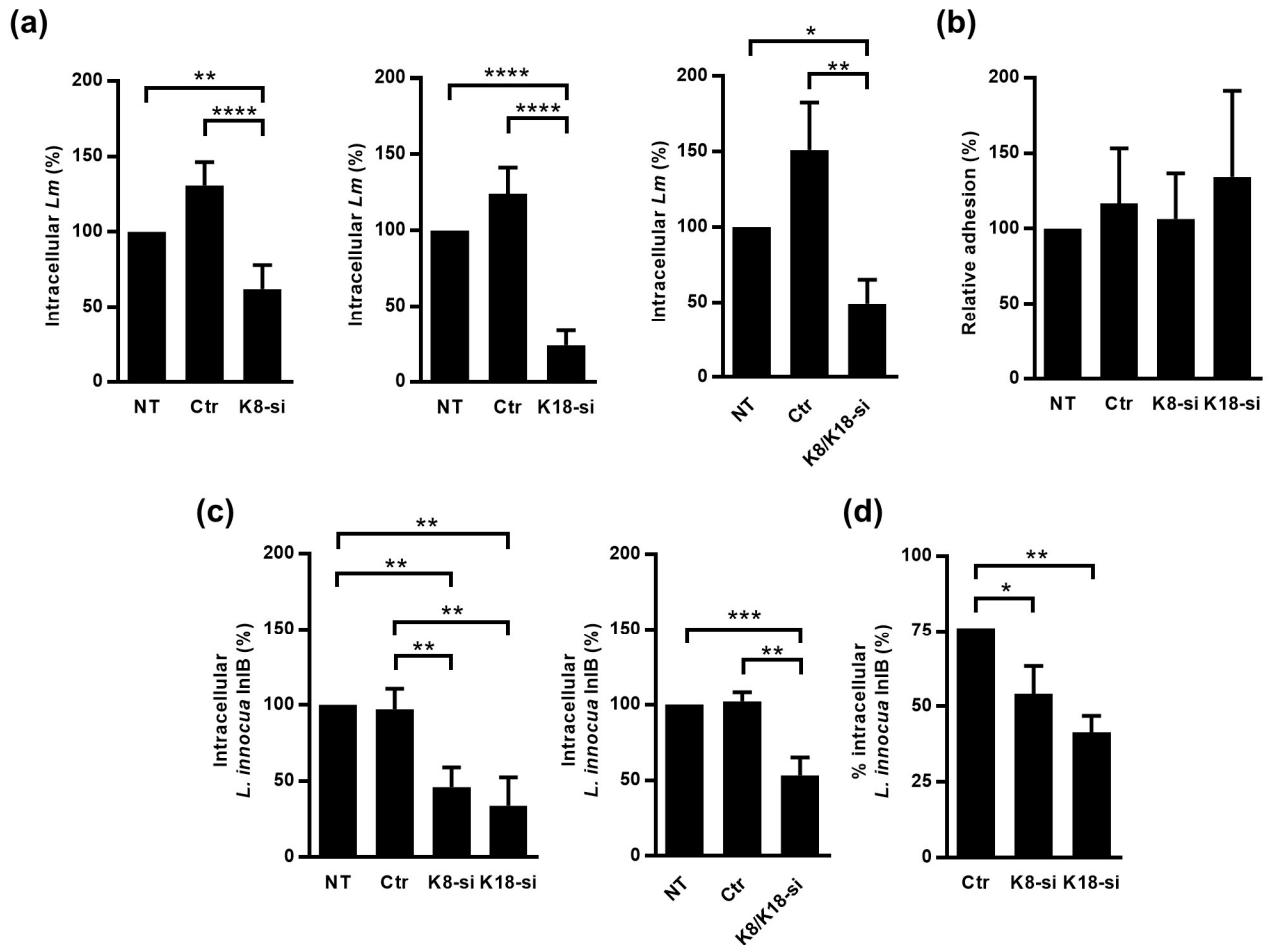 (a)
Intracellular Lm (%)
200
150
100
50
0
**
****
NT Ctr K8-si
Intracellular Lm (%)
200
150
100
50
0
****
****
NT Ctr K18-si
Intracellular Lm (%)
200
150
100
50
0
*
**
NT
Ctr
K8/K18-si
(b)
Relative adhesion (%)
200
150
100
50
0
NT Ctr K8-si K18-si
(c)
Intracellular
L. innocua InlB (%)
200
150
100
50
0
**
**
**
**
NT Ctr K8-si K18-si
Intracellular
L. innocua InlB (%)
200
150
100
50
0
***
**
NT
Ctr
K8/K18-si
(d)
% intracellular
L. innocua InlB (%)
100
75
50
25
0
**
*
Ctr K8-si K18-si